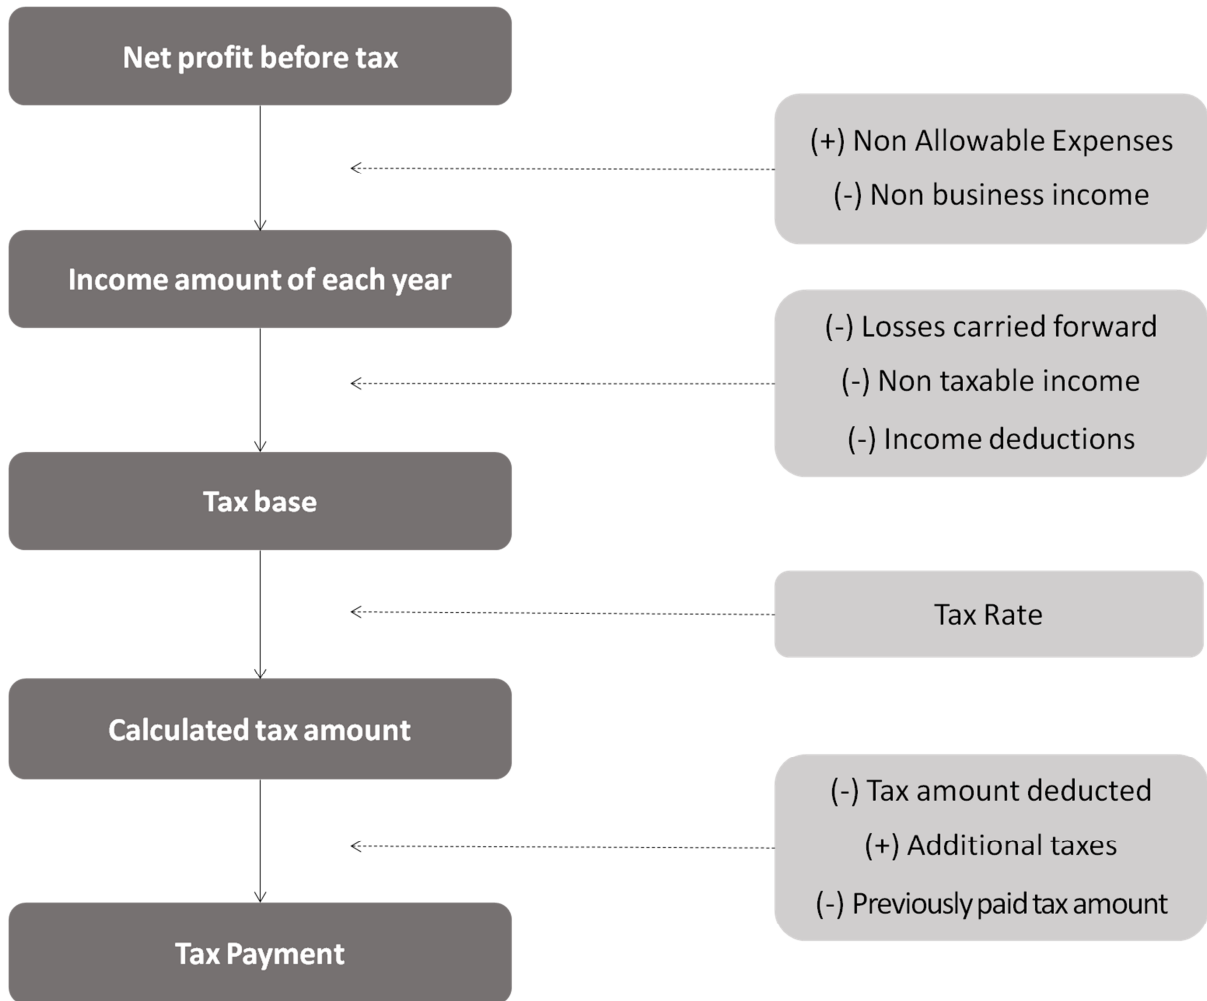 Net profit before tax
(+) Non Allowable Expenses
(-) Non business income
Income amount of each year
(-) Losses carried forward
(-) Non taxable income
(-) Income deductions
Tax base
Tax Rate
Calculated tax amount
(-) Tax amount deducted
(+) Additional taxes
(-) Previously paid tax amount
Tax Payment